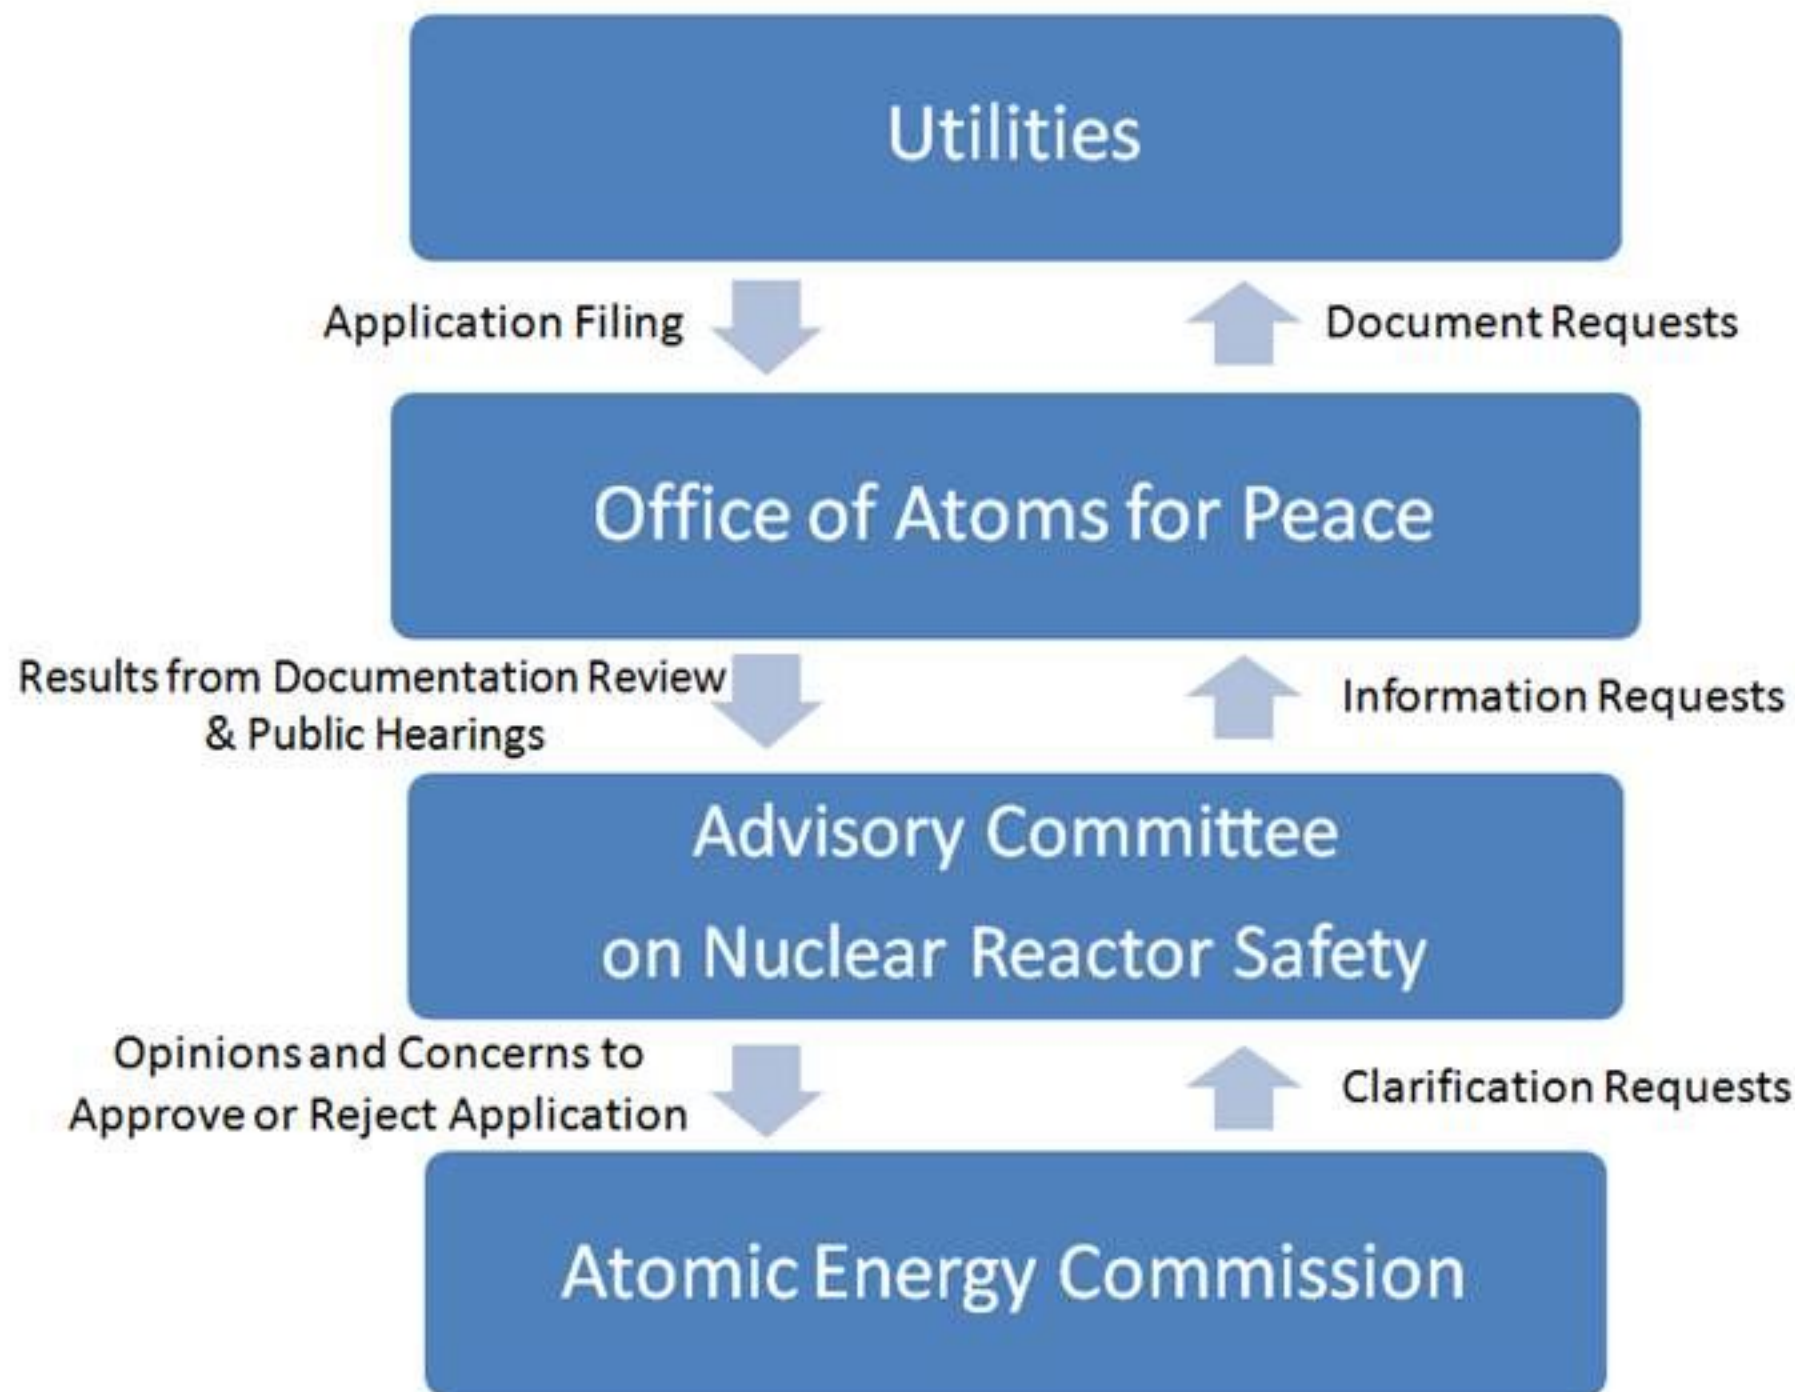 Utilities
Application Filing
Document Requests
Office of Atoms for Peace
Results from Documentation Review
& Public Hearings
Information Requests
Advisory Committee
on Nuclear Reactor Safety
Opinions and Concerns to
Approve or Reject Application
Clarification Requests
Atomic Energy Commission